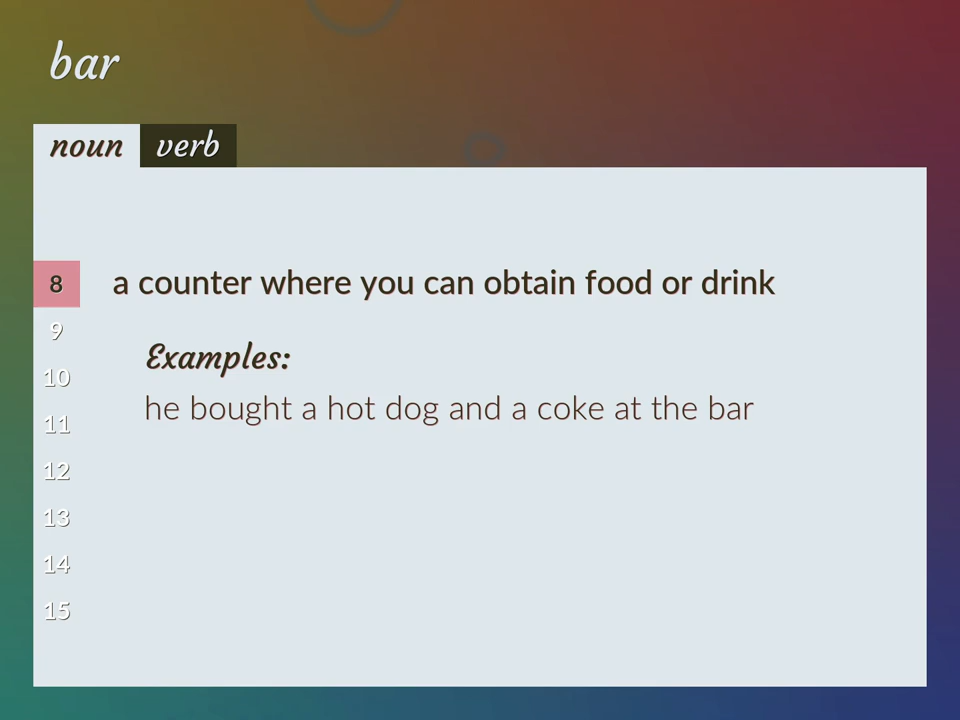 bar
noun verb
8 a counter where you can obtain food or drink
9
Examples:
10
he bought a hot dog and a coke at the bar
11
12
13
14
15